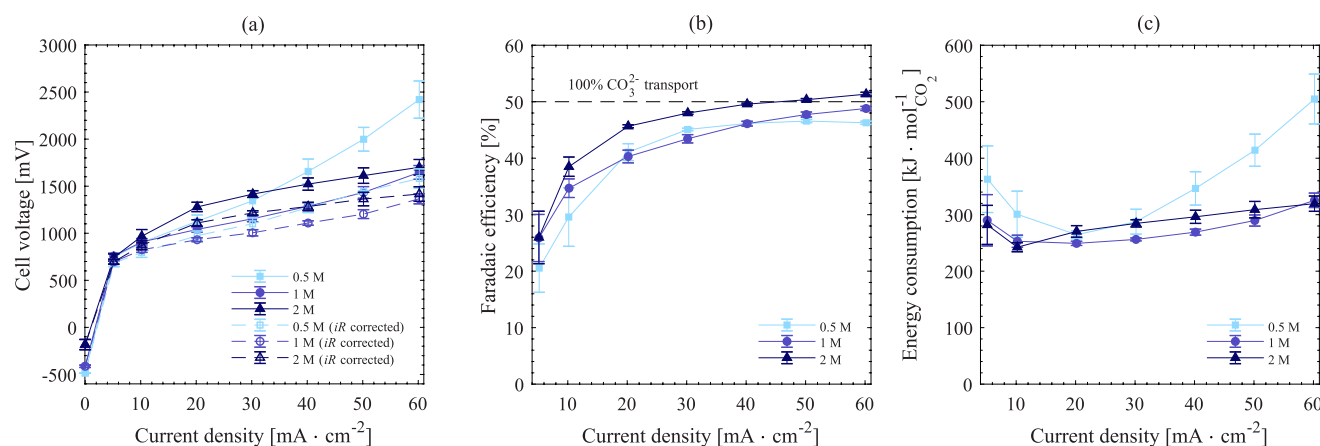 (a)
3000
2500
2000
1500
1000
500
0
-500
0 10 20 30 40 50 60
Cell voltage [mV]
Current density [mA · cm⁻²]
0.5 M
1 M
2 M
0.5 M (iR corrected)
1 M (iR corrected)
2 M (iR corrected)
(b)
60
50
40
30
20
10
0
10 20 30 40 50 60
Faradaic efficiency [%]
Current density [mA · cm⁻²]
100% CO₃²⁻ transport
0.5 M
1 M
2 M
(c)
600
500
400
300
200
100
0
10 20 30 40 50 60
Energy consumption [kJ · mol⁻¹CO₂]
Current density [mA · cm⁻²]
0.5 M
1 M
2 M